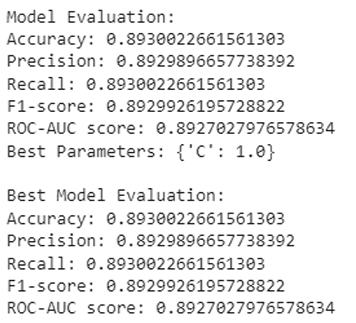 Model Evaluation:
Accuracy: 0.8930022661561303
Precision: 0.8929896657738392
Recall: 0.8930022661561303
F1-score: 0.8929926195728822
ROC-AUC score: 0.8927027976578634
Best Parameters: {'C': 1.0}

Best Model Evaluation:
Accuracy: 0.8930022661561303
Precision: 0.8929896657738392
Recall: 0.8930022661561303
F1-score: 0.8929926195728822
ROC-AUC score: 0.8927027976578634